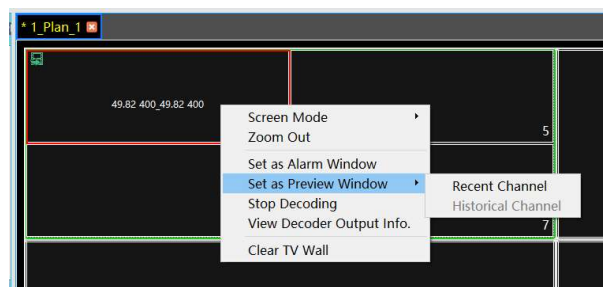 * 1_Plan_1
49.82 400_49.82 400
Screen Mode
Zoom Out
5
Set as Alarm Window
Set as Preview Window
Recent Channel
Stop Decoding
Historical Channel
View Decoder Output Info.
7
Clear TV Wall